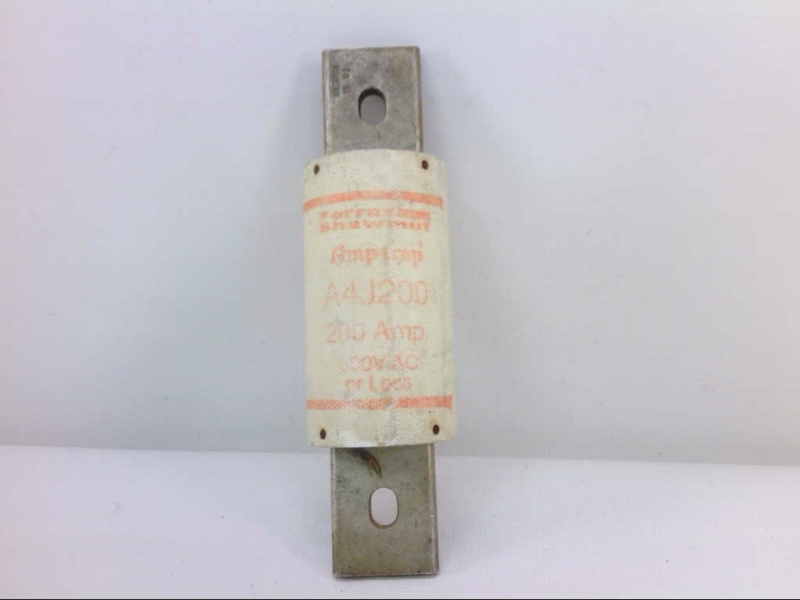 Ferraz
Shawmut
Amp-trap
A4J200
200 Amp.
600V AC
or Less